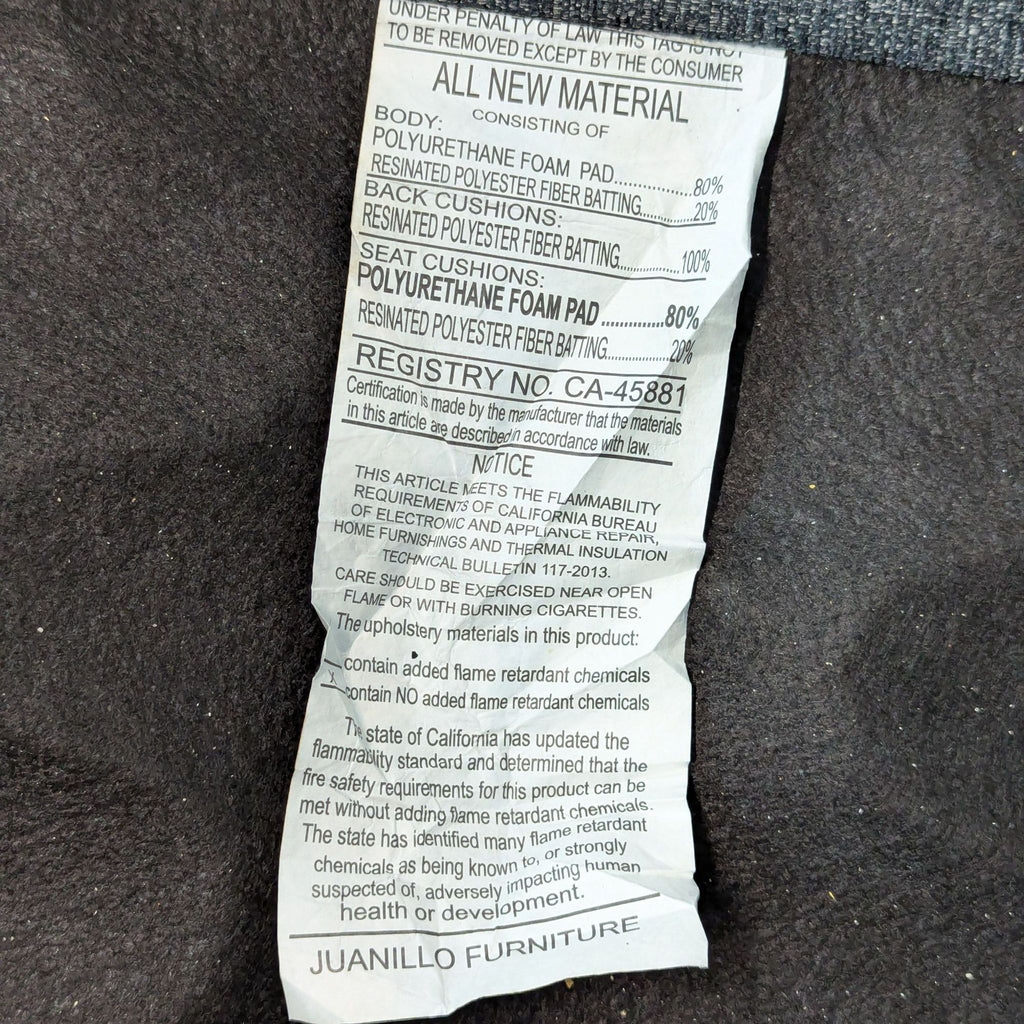 UNDER PENALTY OF LAW THIS TAG IS NOT
TO BE REMOVED EXCEPT BY THE CONSUMER
ALL NEW MATERIAL
CONSISTING OF
BODY:
POLYURETHANE FOAM PAD..................80%
RESINATED POLYESTER FIBER BATTING............20%
BACK CUSHIONS:
RESINATED POLYESTER FIBER BATTING..............100%
SEAT CUSHIONS:
POLYURETHANE FOAM PAD ..............80%
RESINATED POLYESTER FIBER BATTING..............20%
REGISTRY NO. CA-45881
Certification is made by the manufacturer that the materials
in this article are described in accordance with law.
NOTICE
THIS ARTICLE MEETS THE FLAMMABILITY
REQUIREMENTS OF CALIFORNIA BUREAU
OF ELECTRONIC AND APPLIANCE REPAIR,
HOME FURNISHINGS AND THERMAL INSULATION
TECHNICAL BULLETIN 117-2013.
CARE SHOULD BE EXERCISED NEAR OPEN
FLAME OR WITH BURNING CIGARETTES.
The upholstery materials in this product:
contain added flame retardant chemicals
X contain NO added flame retardant chemicals
The state of California has updated the
flammability standard and determined that the
fire safety requirements for this product can be
met without adding flame retardant chemicals.
The state has identified many flame retardant
chemicals as being known to, or strongly
suspected of, adversely impacting human
health or development.
JUANILLO FURNITURE